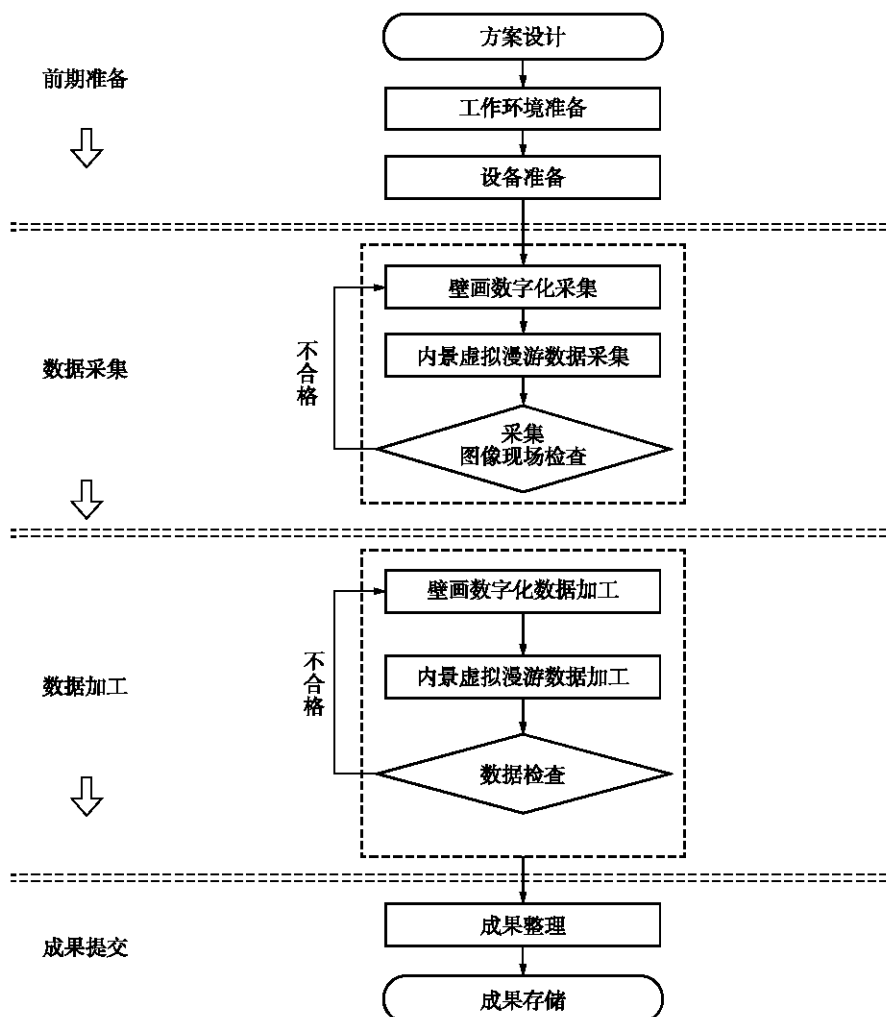 方案设计
前期准备
工作环境准备
设备准备
壁画数字化采集
不合格
内景虚拟漫游数据采集
数据采集
采集
图像现场检查
壁画数字化数据加工
不合格
内景虚拟漫游数据加工
数据加工
数据检查
成果整理
成果提交
成果存储